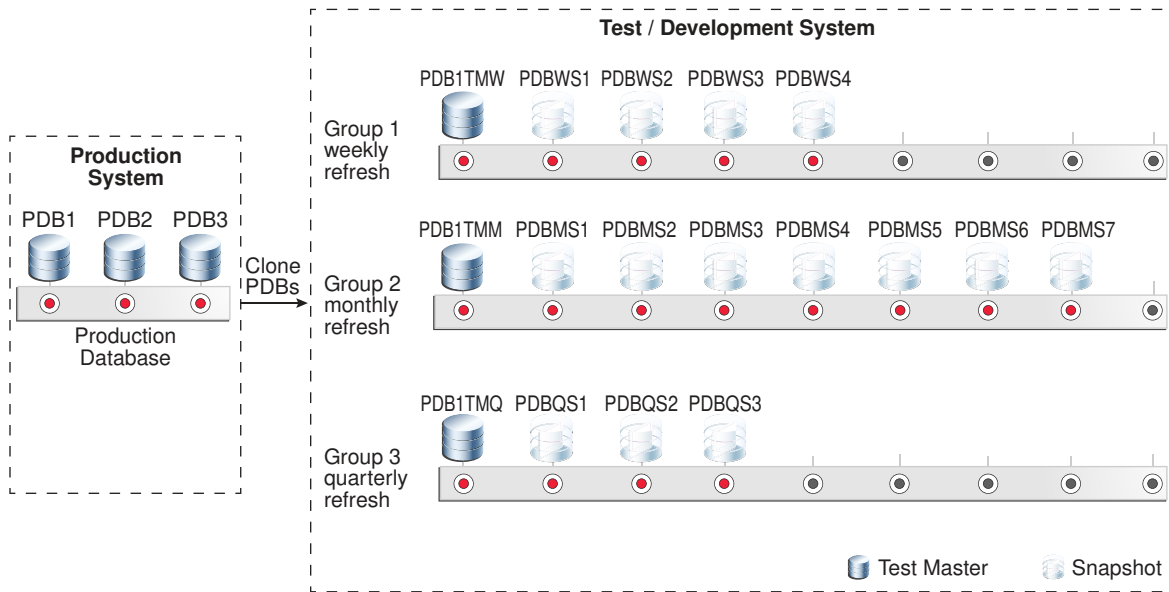 Production
System
PDB1 PDB2 PDB3
Production
Database
Clone
PDBs
Test / Development System
Group 1
weekly
refresh
PDB1TMW PDBWS1 PDBWS2 PDBWS3 PDBWS4
Group 2
monthly
refresh
PDB1TMM PDBMS1 PDBMS2 PDBMS3 PDBMS4 PDBMS5 PDBMS6 PDBMS7
Group 3
quarterly
refresh
PDB1TMQ PDBQS1 PDBQS2 PDBQS3
Test Master Snapshot